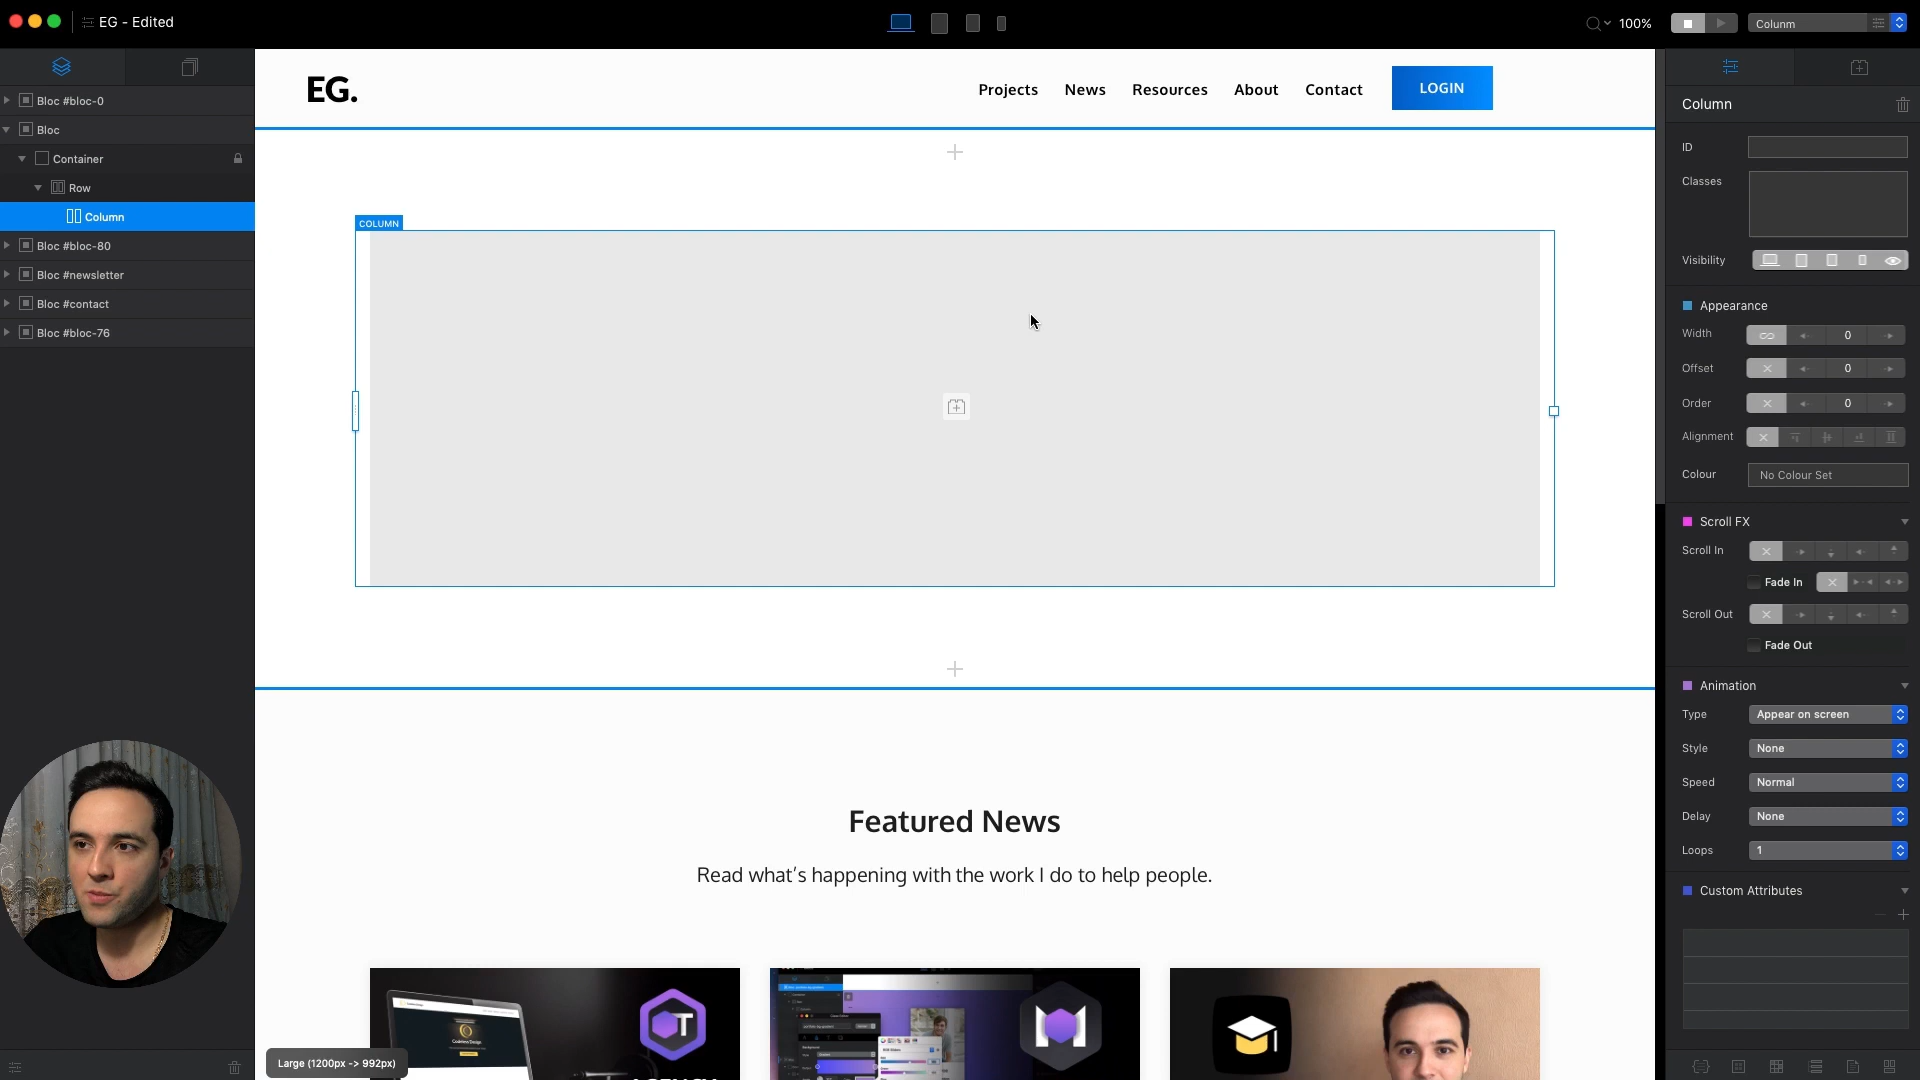 EG - Edited
100%
Column
Bloc #bloc-0
Bloc
Container
Row
Column
Bloc #bloc-80
Bloc #newsletter
Bloc #contact
Bloc #bloc-76
EG.
Projects
News
Resources
About
Contact
LOGIN
COLUMN
Featured News
Read what's happening with the work I do to help people.
Large (1200px -> 992px)
Column
ID
Classes
Visibility
Appearance
Width
0
Offset
0
Order
0
Alignment
Colour
No Colour Set
Scroll FX
Scroll In
Fade In
Scroll Out
Fade Out
Animation
Type
Appear on screen
Style
None
Speed
Normal
Delay
None
Loops
1
Custom Attributes